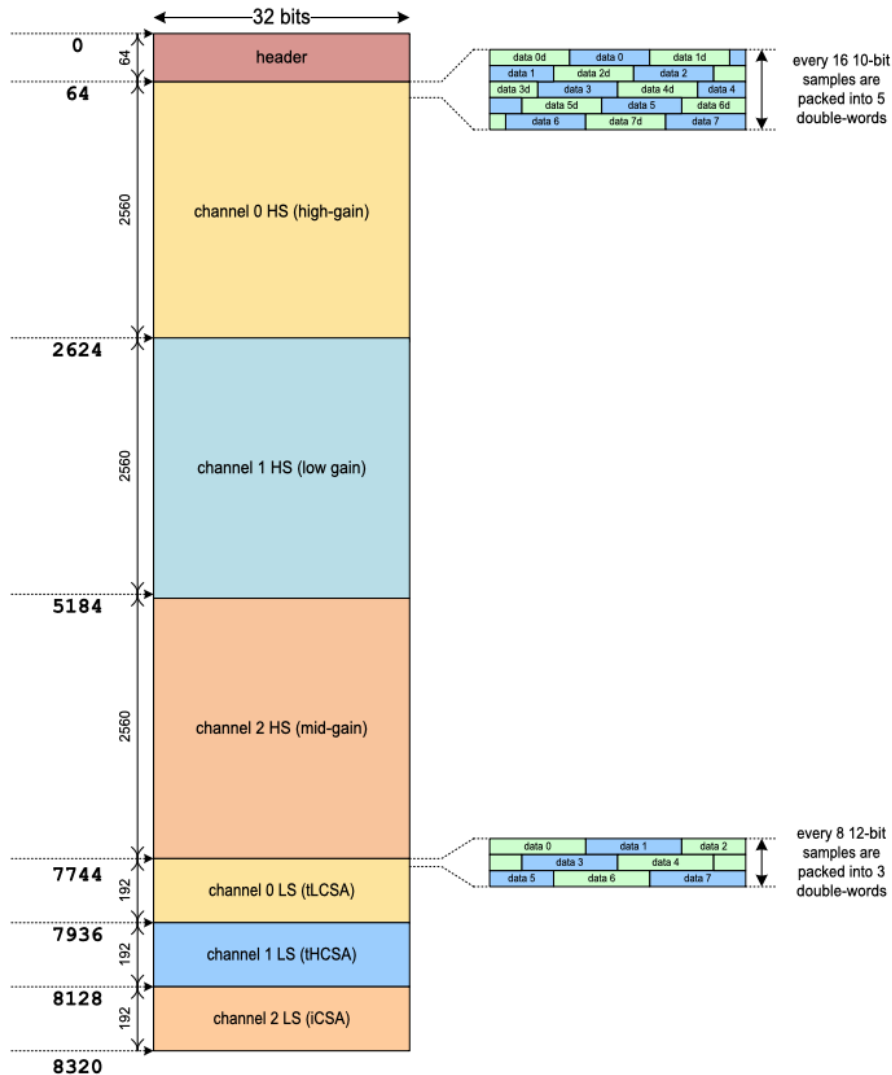 32 bits
0
64
header
64
2560
channel 0 HS (high-gain)
2624
2560
channel 1 HS (low gain)
5184
2560
channel 2 HS (mid-gain)
7744
192
channel 0 LS (tLCSA)
7936
192
channel 1 LS (tHCSA)
8128
192
channel 2 LS (iCSA)
8320
data 0d data 0 data 1d
data 1 data 2d data 2
data 3d data 3 data 4d data 4
data 5d data 5 data 6d
data 6 data 7d data 7
every 16 10-bit
samples are
packed into 5
double-words
data 0 data 1 data 2
data 3 data 4
data 5 data 6 data 7
every 8 12-bit
samples are
packed into 3
double-words